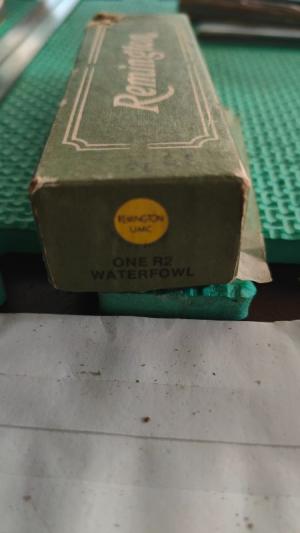 Remington
REMINGTON
UMC
ONE R2
WATERFOWL